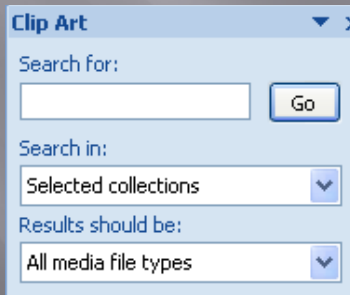 Clip Art
Search for:
Go
Search in:
Selected collections
Results should be:
All media file types